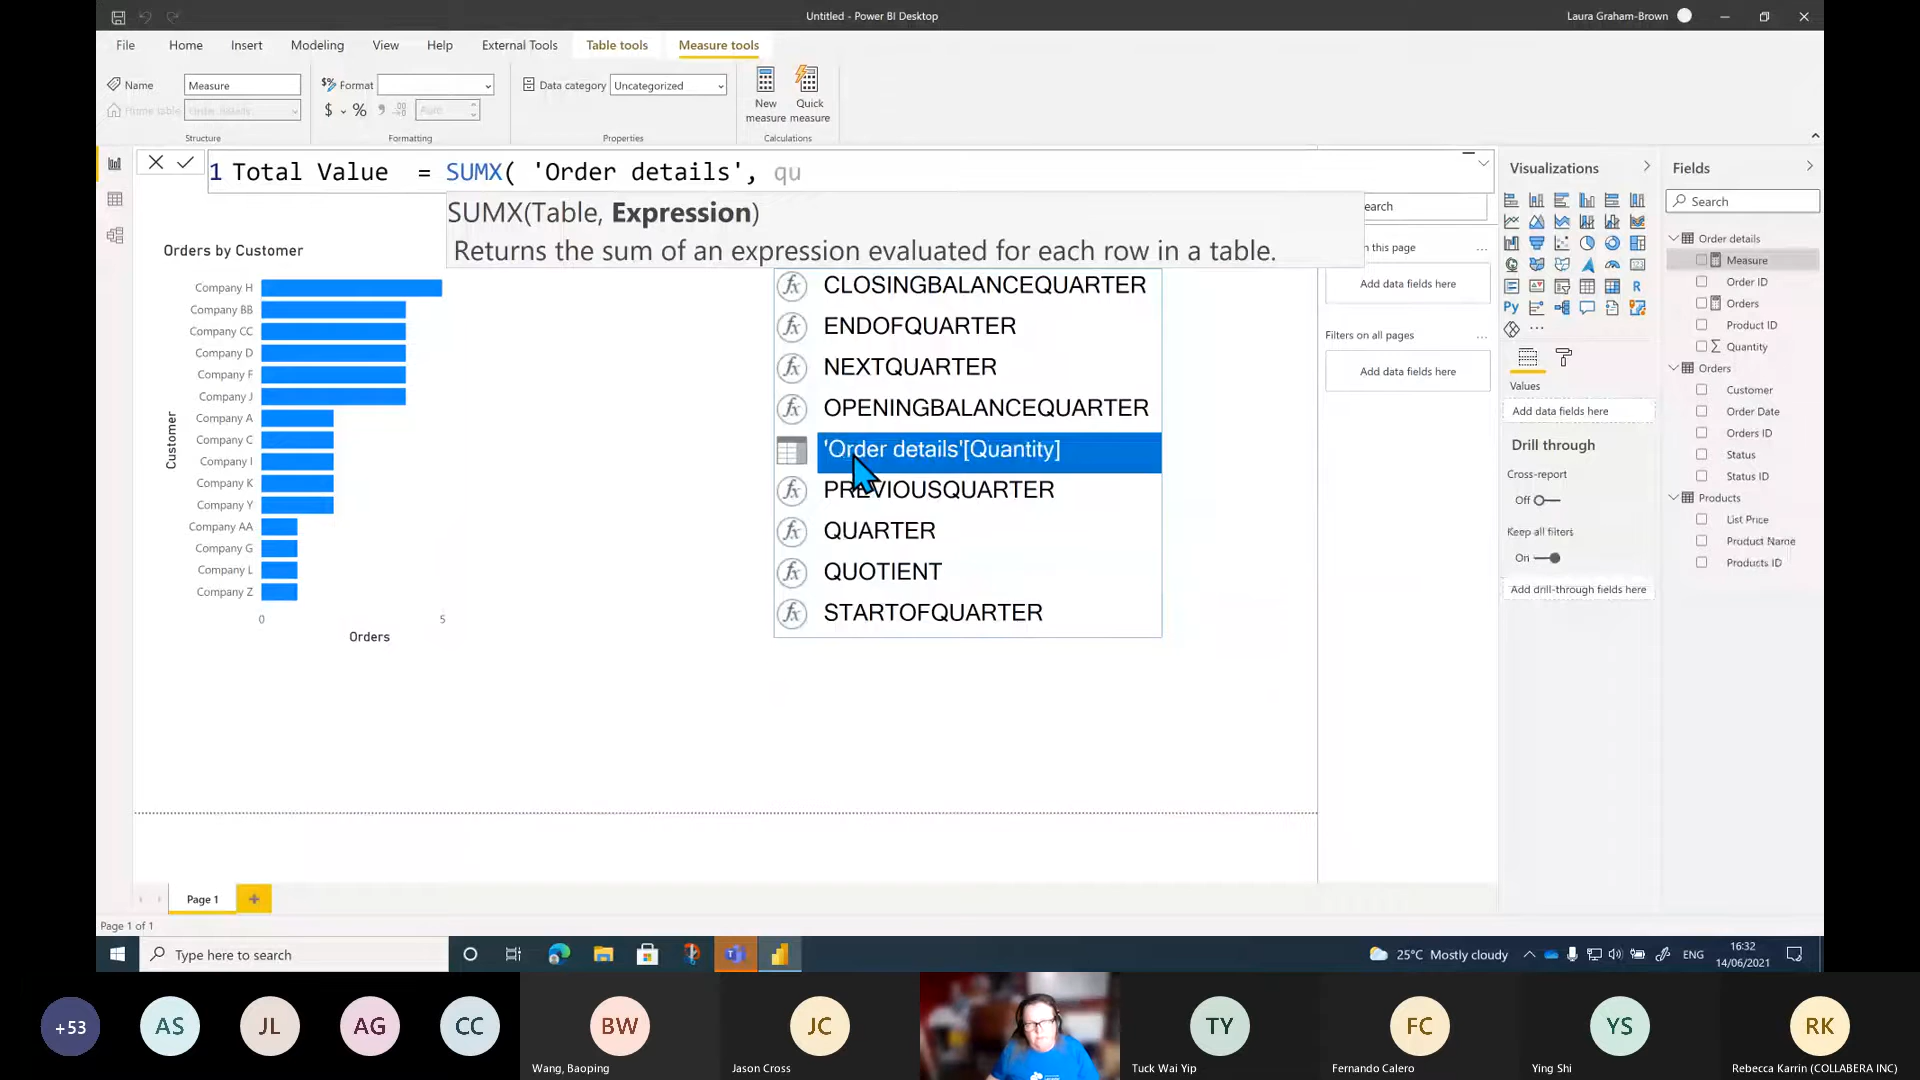 Untitled - Power BI Desktop
Laura Graham-Brown
File
Home
Insert
Modeling
View
Help
External Tools
Table tools
Measure tools
Name
Measure
Home table
Structure
$% Format
$
%
Auto
Formatting
Data category
Uncategorized
Properties
New measure
Quick measure
Calculations
1 Total Value  = SUMX( 'Order details', qu
SUMX(Table, Expression)
Returns the sum of an expression evaluated for each row in a table.
CLOSINGBALANCEQUARTER
ENDOFQUARTER
NEXTQUARTER
OPENINGBALANCEQUARTER
'Order details'[Quantity]
PREVIOUSQUARTER
QUARTER
QUOTIENT
STARTOFQUARTER
Orders by Customer
Company H
Company BB
Company CC
Company D
Company F
Company J
Company A
Company C
Company I
Company K
Company Y
Company AA
Company G
Company L
Company Z
Customer
0
5
Orders
earch
n this page
Add data fields here
Filters on all pages
Add data fields here
Visualizations
R
Py
Values
Add data fields here
Drill through
Cross-report
Off
Keep all filters
On
Add drill-through fields here
Fields
Search
Order details
Measure
Order ID
Orders
Product ID
Quantity
Orders
Customer
Order Date
Orders ID
Status
Status ID
Products
List Price
Product Name
Products ID
Page 1
Page 1 of 1
Type here to search
25°C Mostly cloudy
ENG
16:32
14/06/2021
+53
AS
JL
AG
CC
BW
Wang, Baoping
JC
Jason Cross
TY
Tuck Wai Yip
FC
Fernando Calero
YS
Ying Shi
RK
Rebecca Karrin (COLLABERA INC)